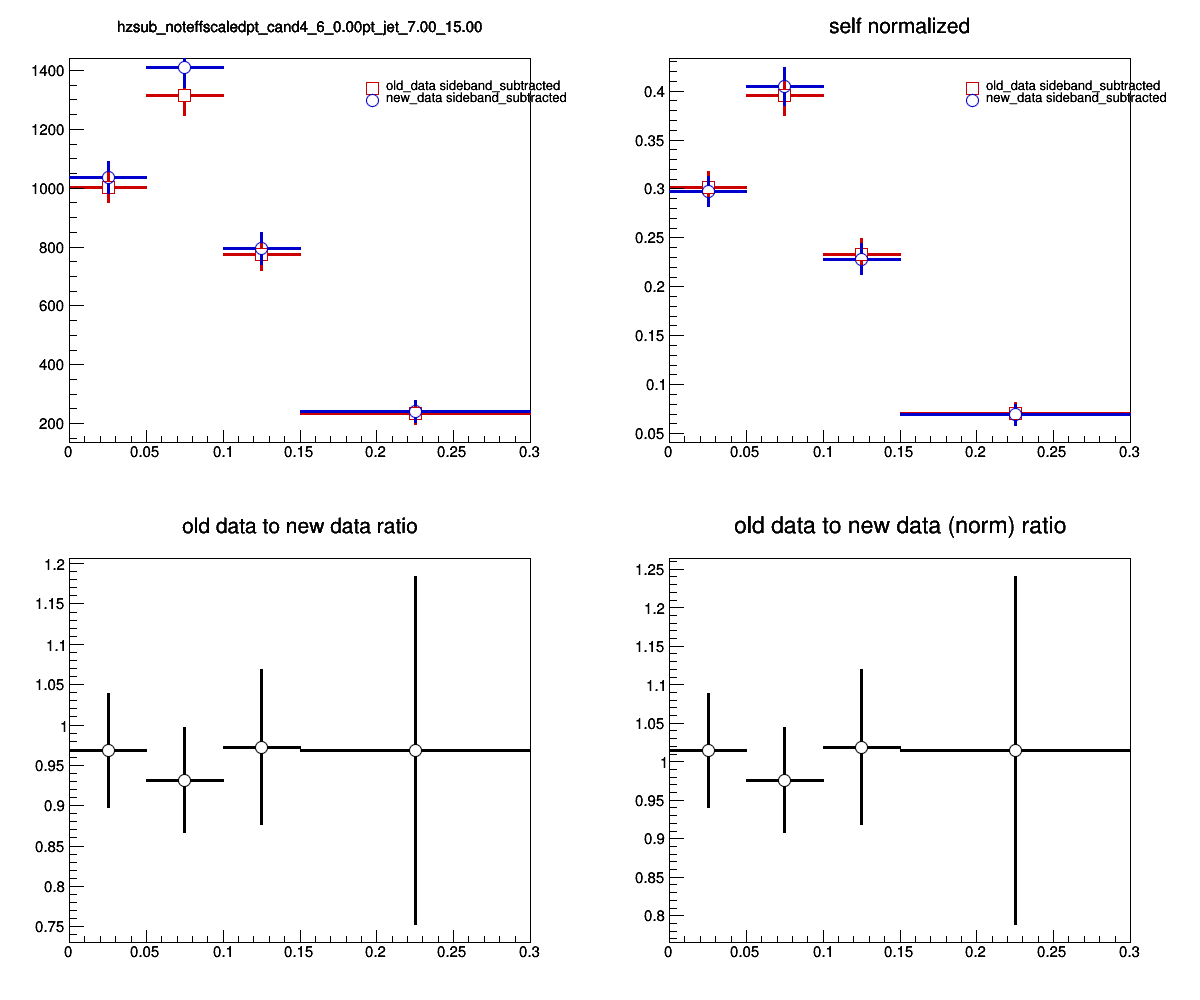 hzsub_noteffscaledpt_cand4_6_0.00pt_jet_7.00_15.00
1400
1200
1000
800
600
400
200
0 0.05 0.1 0.15 0.2 0.25 0.3
old_data sideband_subtracted
new_data sideband_subtracted
self normalized
0.4
0.35
0.3
0.25
0.2
0.15
0.1
0.05
0 0.05 0.1 0.15 0.2 0.25 0.3
old_data sideband_subtracted
new_data sideband_subtracted
old data to new data ratio
1.2
1.15
1.1
1.05
1
0.95
0.9
0.85
0.8
0.75
0 0.05 0.1 0.15 0.2 0.25 0.3
old data to new data (norm) ratio
1.25
1.2
1.15
1.1
1.05
1
0.95
0.9
0.85
0.8
0 0.05 0.1 0.15 0.2 0.25 0.3